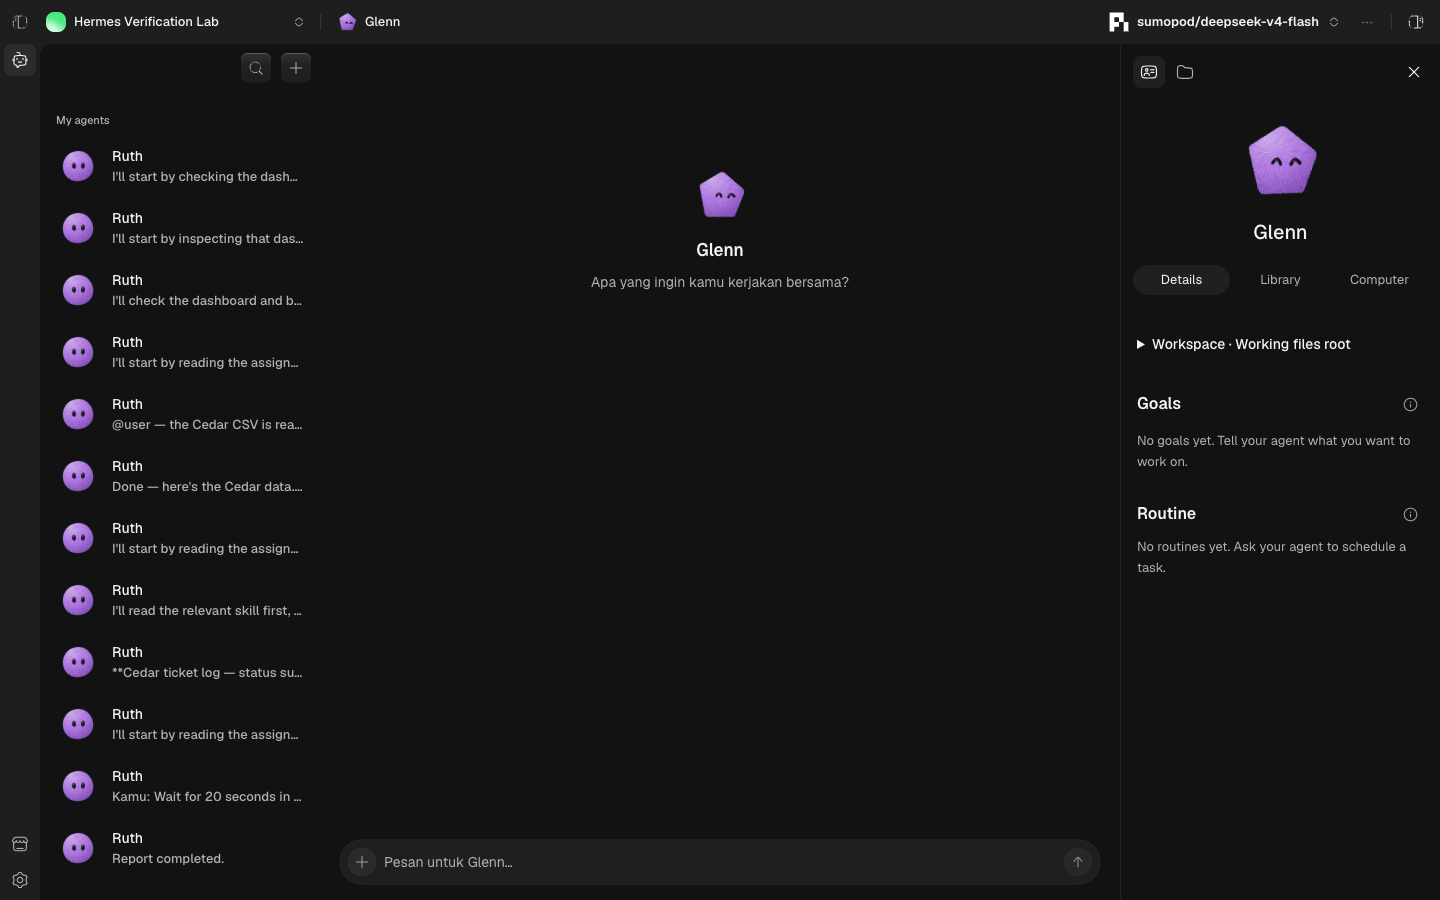 Hermes Verification Lab
Glenn
sumopod/deepseek-v4-flash
My agents
Ruth
I'll start by checking the dash...
Ruth
I'll start by inspecting that das...
Ruth
I'll check the dashboard and b...
Ruth
I'll start by reading the assign...
Ruth
@user — the Cedar CSV is rea...
Ruth
Done — here's the Cedar data....
Ruth
I'll start by reading the assign...
Ruth
I'll read the relevant skill first, ...
Ruth
**Cedar ticket log — status su...
Ruth
I'll start by reading the assign...
Ruth
Kamu: Wait for 20 seconds in ...
Ruth
Report completed.
Glenn
Apa yang ingin kamu kerjakan bersama?
Pesan untuk Glenn...
Glenn
Details
Library
Computer
Workspace · Working files root
Goals
No goals yet. Tell your agent what you want to
work on.
Routine
No routines yet. Ask your agent to schedule a
task.